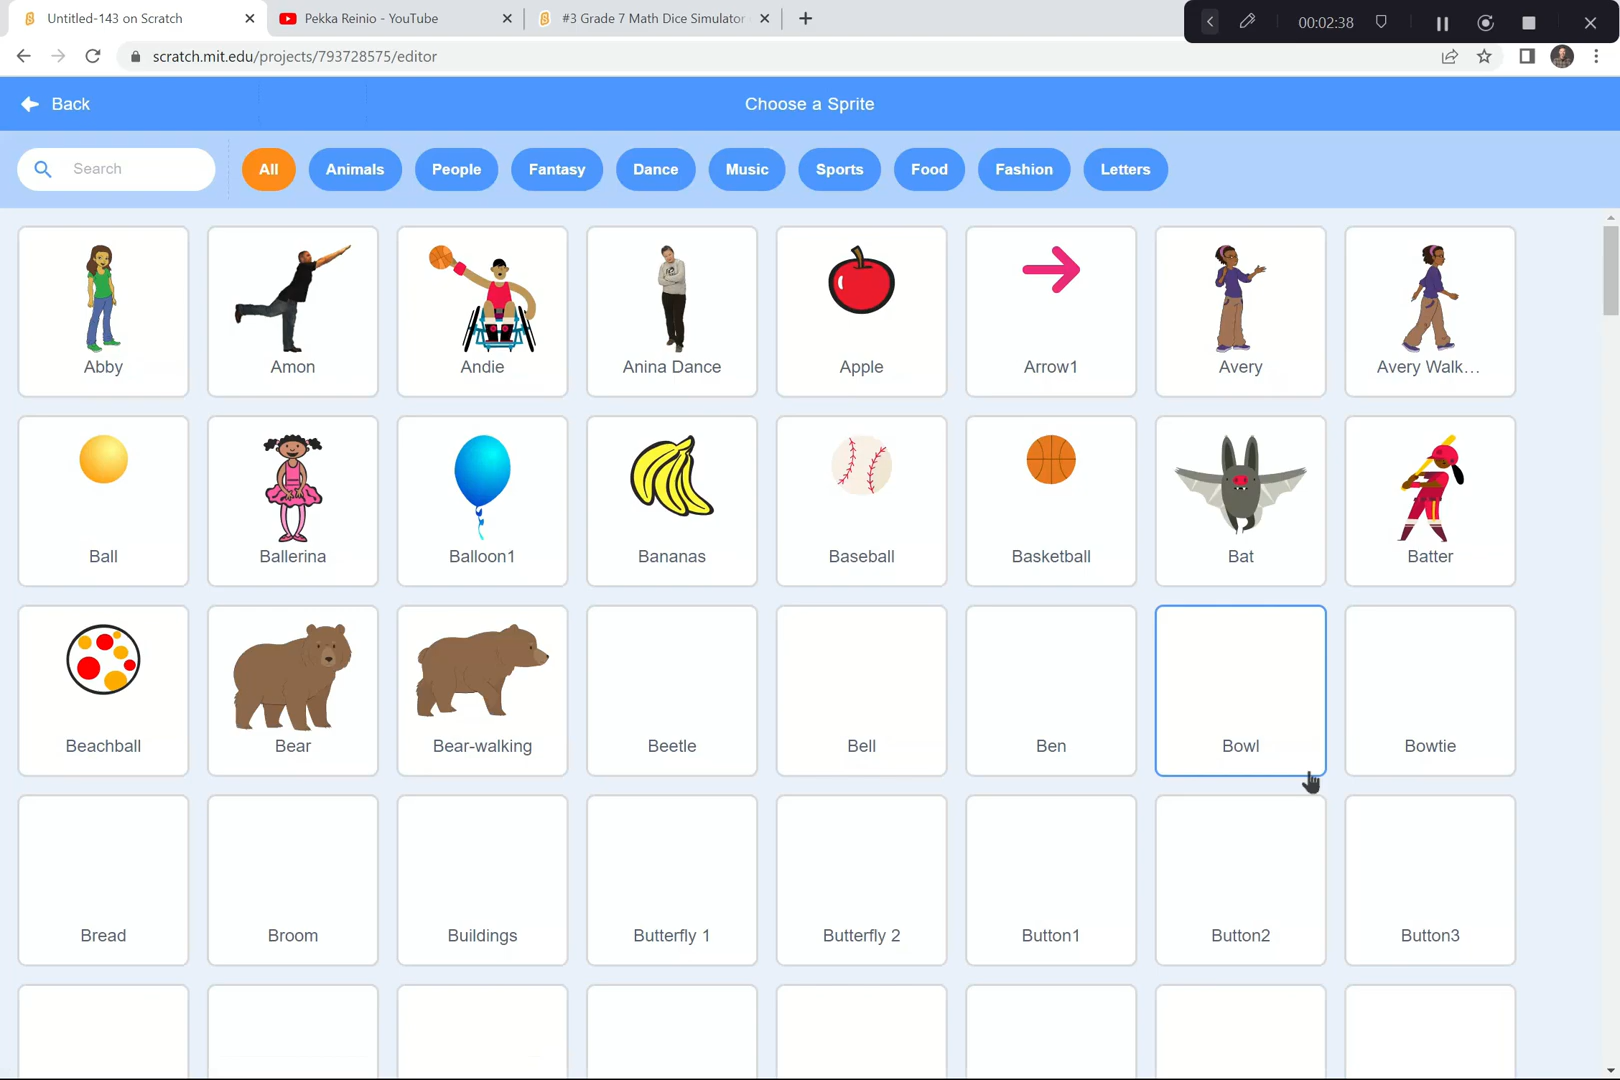 Untitled-143 on Scratch
Pekka Reinio - YouTube
#3 Grade 7 Math Dice Simulator
00:02:38
scratch.mit.edu/projects/793728575/editor
Back
Choose a Sprite
Search
All
Animals
People
Fantasy
Dance
Music
Sports
Food
Fashion
Letters
Abby
Amon
Andie
Anina Dance
Apple
Arrow1
Avery
Avery Walk...
Ball
Ballerina
Balloon1
Bananas
Baseball
Basketball
Bat
Batter
Beachball
Bear
Bear-walking
Beetle
Bell
Ben
Bowl
Bowtie
Bread
Broom
Buildings
Butterfly 1
Butterfly 2
Button1
Button2
Button3